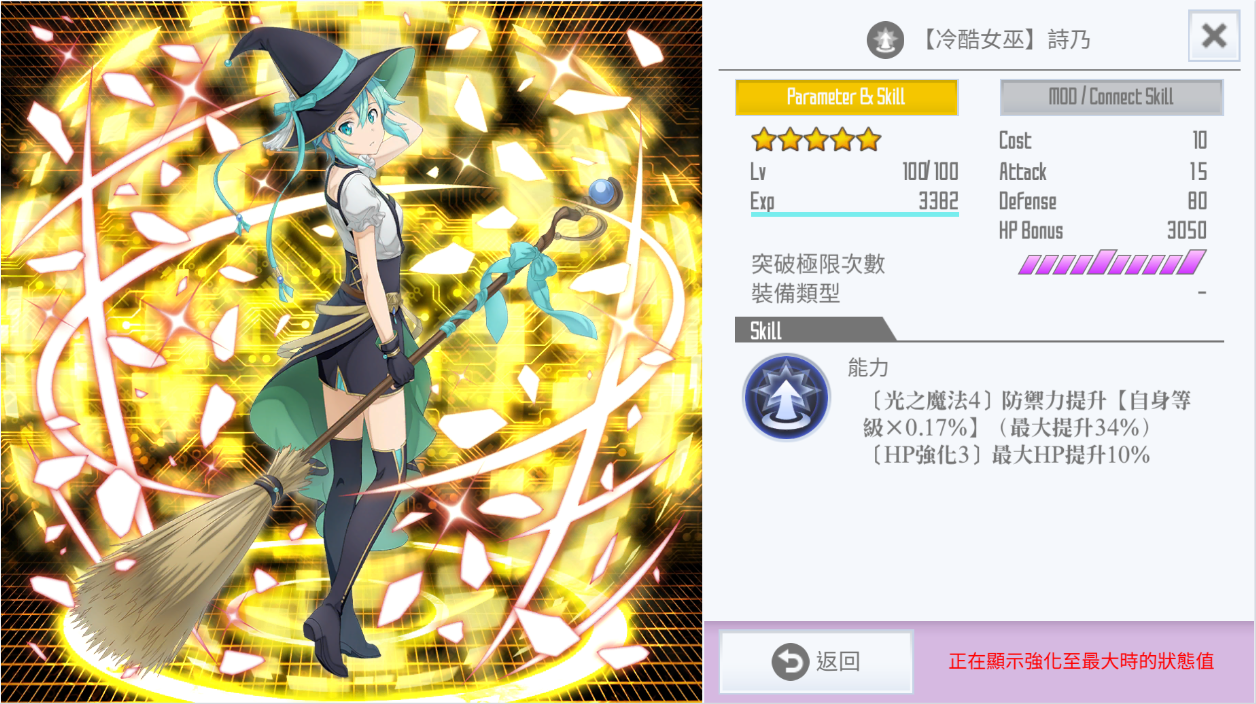 【冷酷女巫】詩乃
Parameter & Skill
MOD / Connect Skill
Lv 100/100
Exp 3382
突破極限次數
裝備類型
Cost 10
Attack 15
Defense 80
HP Bonus 3050
-
Skill
能力
〔光之魔法4〕防禦力提升【自身等
級×0.17%】（最大提升34%）
〔HP強化3〕最大HP提升10%
返回
正在顯示強化至最大時的狀態值